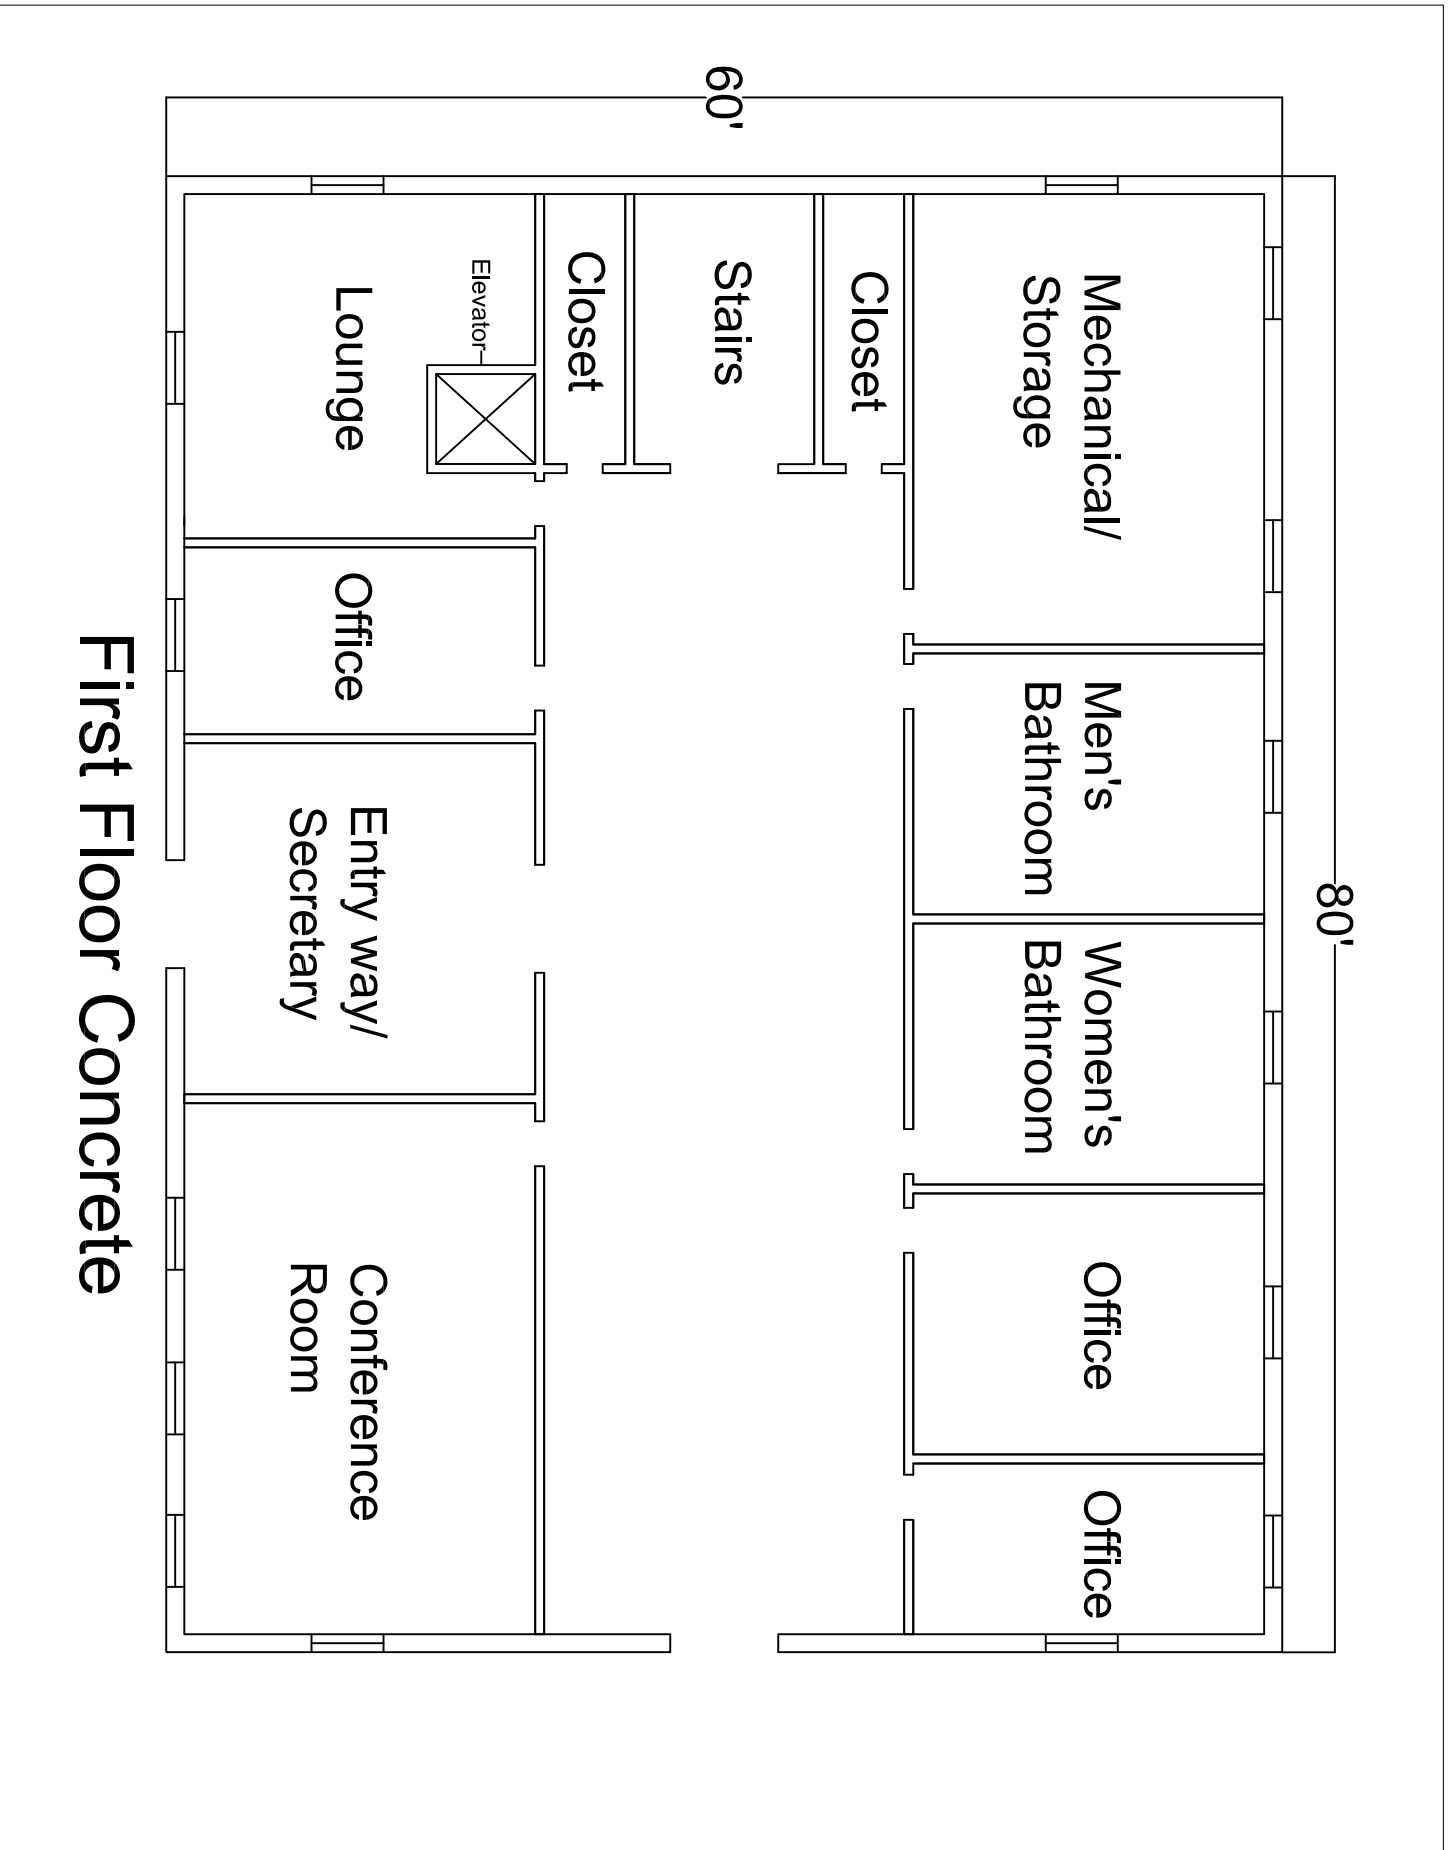 80'
60'
Mechanical/
Storage
Men's
Bathroom
Women's
Bathroom
Office
Office
Closet
Stairs
Closet
Elevator
Lounge
Office
Entry way/
Secretary
Conference
Room
First Floor Concrete